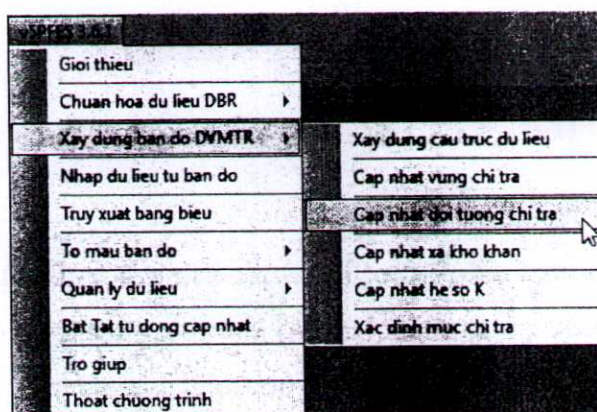 vSPFES 3.6.1
Gioi thieu
Chuan hoa du lieu DBR
Xay dung ban do DVMTR
Nhap du lieu tu ban do
Truy xuat bang bieu
To mau ban do
Quan ly du lieu
Bat Tat tu dong cap nhat
Tro giup
Thoat chuong trinh
Xay dung cau truc du lieu
Cap nhat vung chi tra
Cap nhat doi tuong chi tra
Cap nhat xa kho khan
Cap nhat he so K
Xac dinh muc chi tra